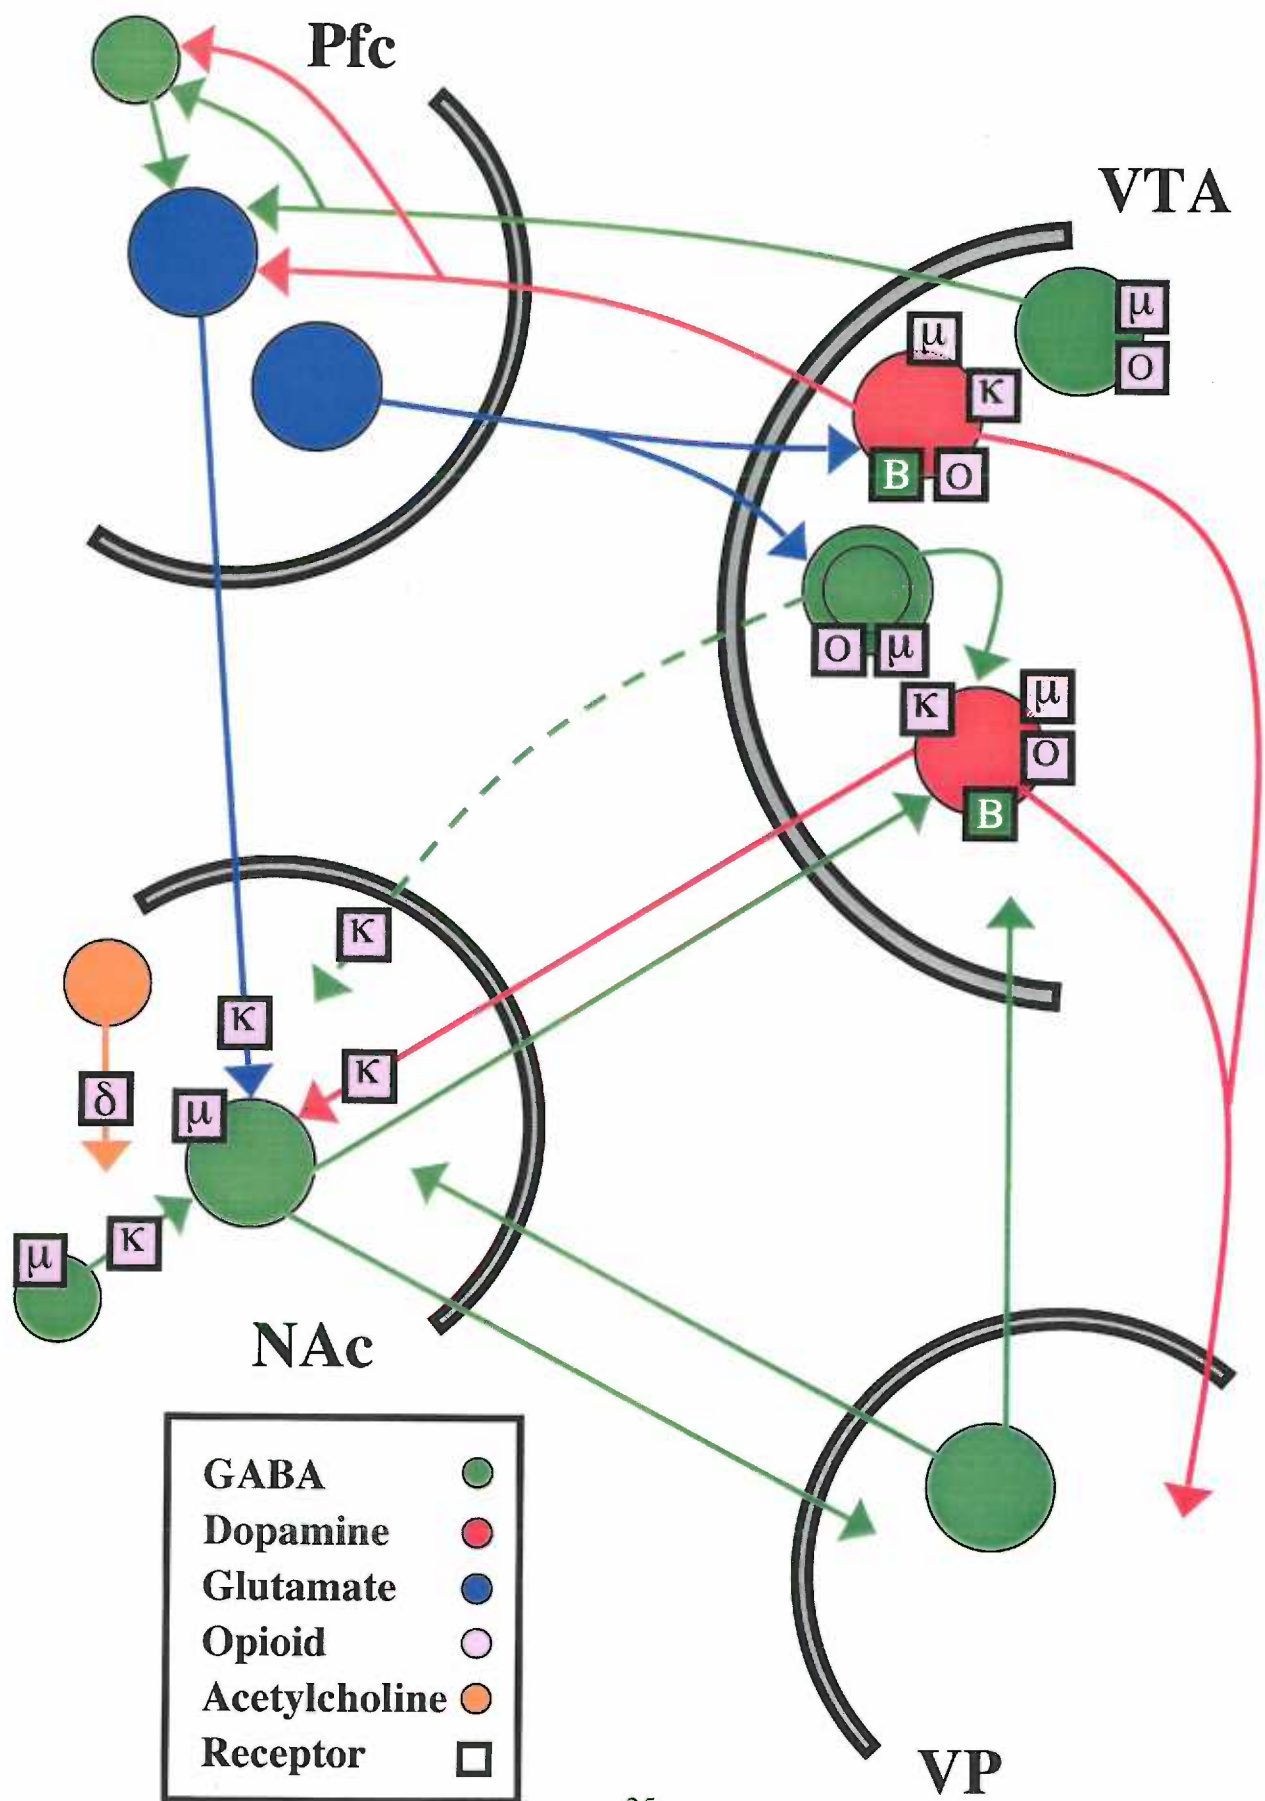 Pfc
VTA
μ
μ
O
κ
B
O
O
μ
κ
μ
O
B
κ
κ
κ
δ
μ
κ
μ
NAc
GABA
Dopamine
Glutamate
Opioid
Acetylcholine
Receptor
VP